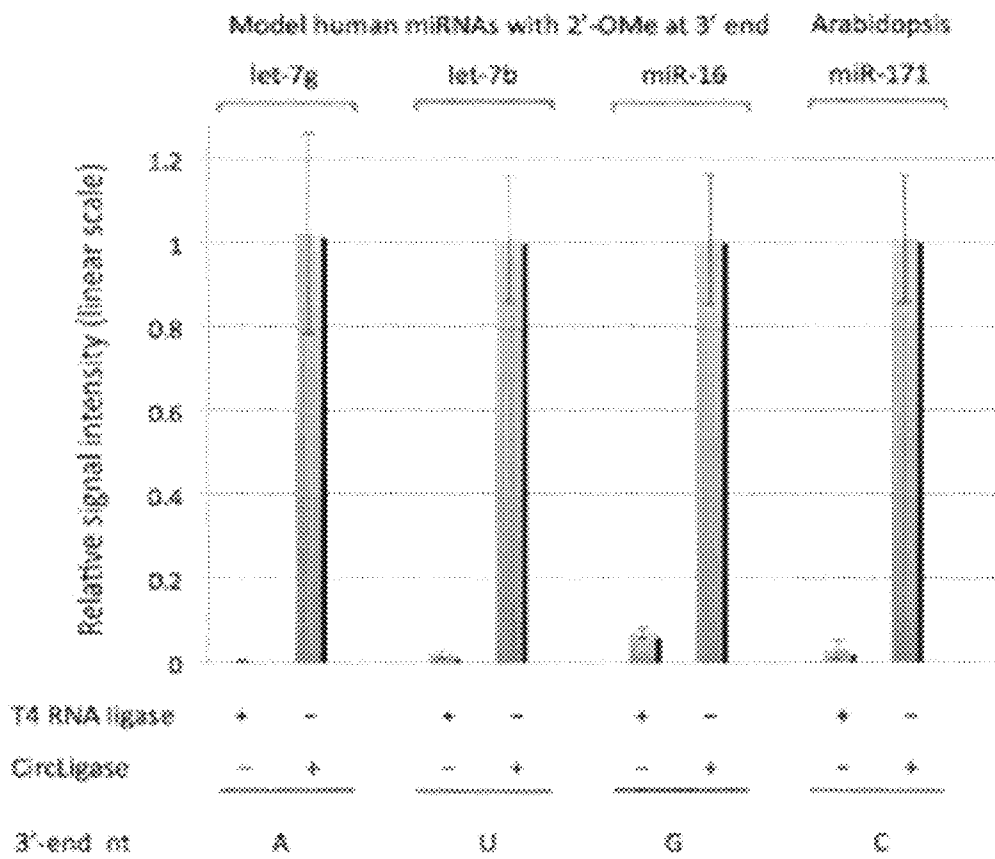 Model human miRNAs with 2'-OMe at 3' end Arabidopsis
let-7g let-7b miR-16 miR-171
Relative signal intensity (linear scale)
1.2
1
0.8
0.6
0.4
0.2
0
T4 RNA ligase + - + - + - + -
CircLigase - + - + - + - +
3'-end nt A U G C